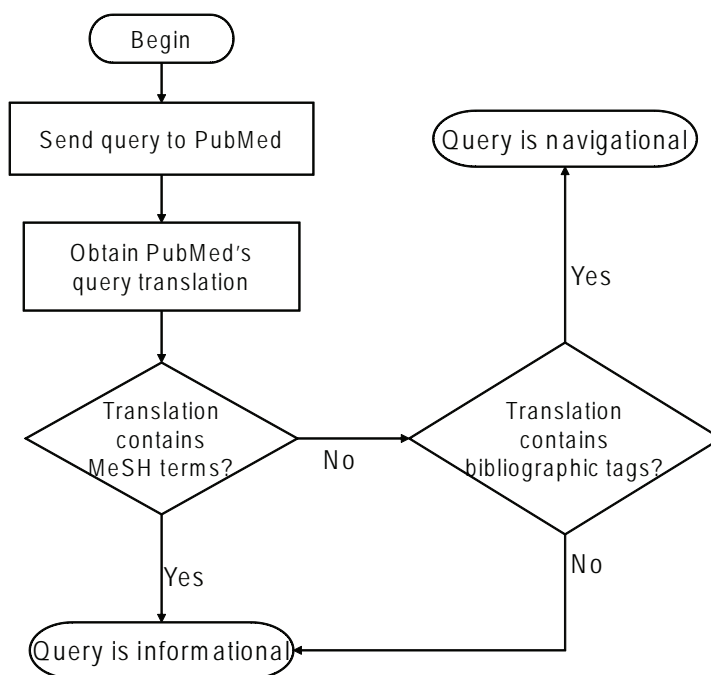 Begin
Send query to PubMed
Query is navigational
Obtain PubMed's
query translation
Yes
Translation
contains
MeSH terms?
No
Translation
contains
bibliographic tags?
Yes
No
Query is informational